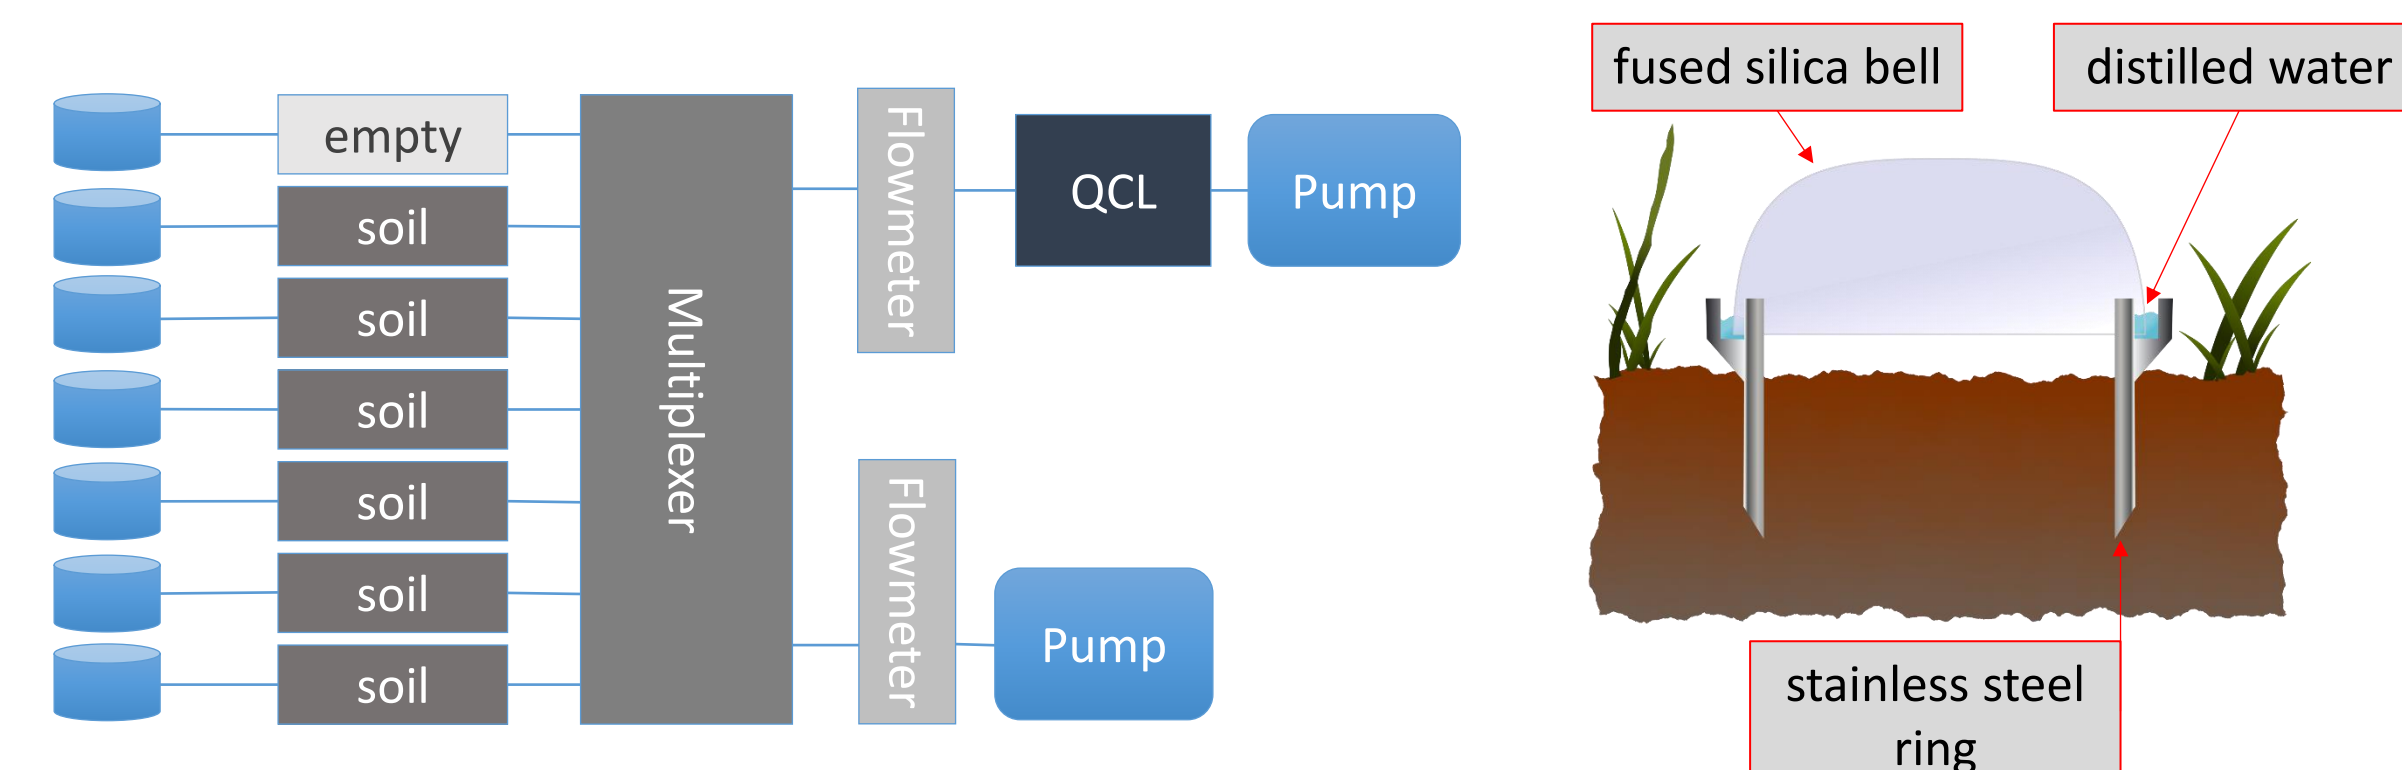 empty
soil
soil
soil
soil
soil
soil
Multiplexer
Flowmeter
QCL
Pump
Flowmeter
Pump
fused silica bell
distilled water
stainless steel
ring